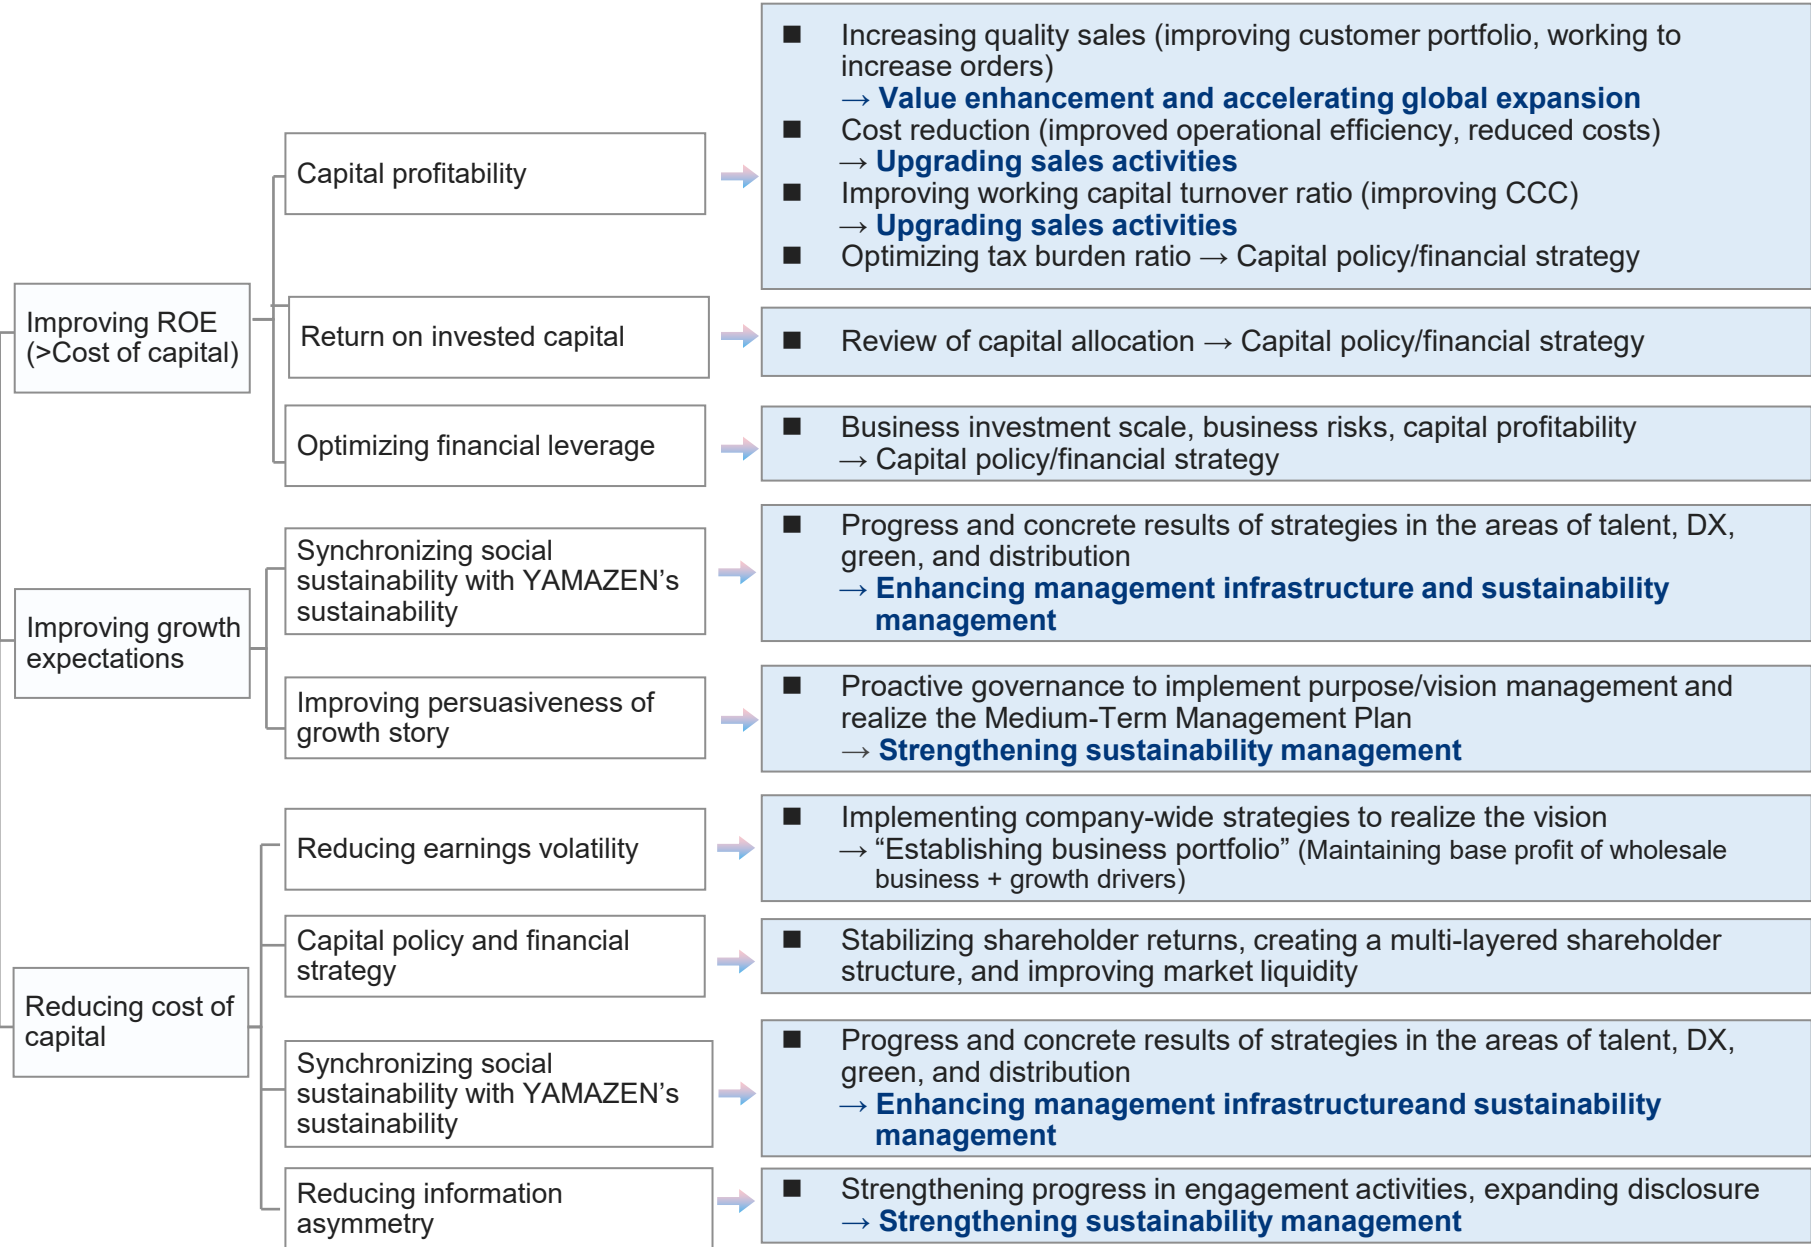 Improving ROE
(>Cost of capital)
Capital profitability
■ Increasing quality sales (improving customer portfolio, working to
increase orders)
→ Value enhancement and accelerating global expansion
■ Cost reduction (improved operational efficiency, reduced costs)
→ Upgrading sales activities
■ Improving working capital turnover ratio (improving CCC)
→ Upgrading sales activities
■ Optimizing tax burden ratio → Capital policy/financial strategy
Return on invested capital
■ Review of capital allocation → Capital policy/financial strategy
Optimizing financial leverage
■ Business investment scale, business risks, capital profitability
→ Capital policy/financial strategy
Improving growth
expectations
Synchronizing social
sustainability with YAMAZEN’s
sustainability
■ Progress and concrete results of strategies in the areas of talent, DX,
green, and distribution
→ Enhancing management infrastructure and sustainability
management
Improving persuasiveness of
growth story
■ Proactive governance to implement purpose/vision management and
realize the Medium-Term Management Plan
→ Strengthening sustainability management
Reducing cost of
capital
Reducing earnings volatility
■ Implementing company-wide strategies to realize the vision
→ “Establishing business portfolio” (Maintaining base profit of wholesale
business + growth drivers)
Capital policy and financial
strategy
■ Stabilizing shareholder returns, creating a multi-layered shareholder
structure, and improving market liquidity
Synchronizing social
sustainability with YAMAZEN’s
sustainability
■ Progress and concrete results of strategies in the areas of talent, DX,
green, and distribution
→ Enhancing management infrastructureand sustainability
management
Reducing information
asymmetry
■ Strengthening progress in engagement activities, expanding disclosure
→ Strengthening sustainability management